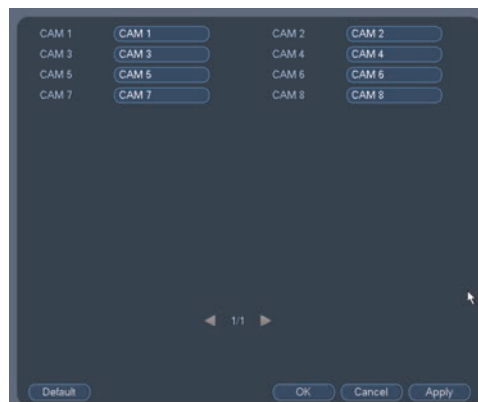 CAM 1 CAM 1 CAM 2 CAM 2
CAM 3 CAM 3 CAM 4 CAM 4
CAM 5 CAM 5 CAM 6 CAM 6
CAM 7 CAM 7 CAM 8 CAM 8
1/1
Default OK Cancel Apply